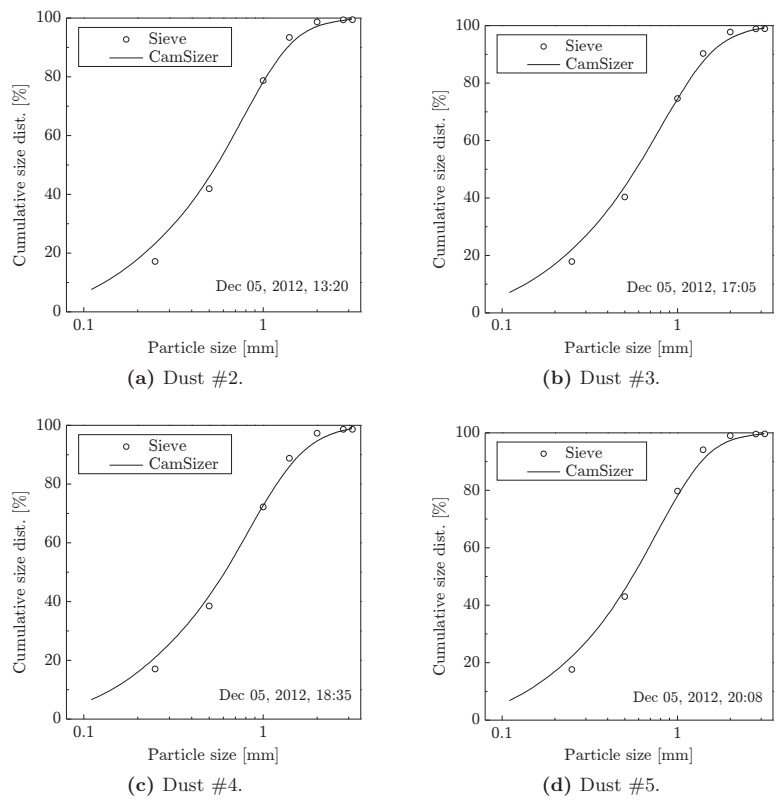 100
80
60
40
20
0
Cumulative size dist. [%]
Sieve
CamSizer
Dec 05, 2012, 13:20
0.1
1
Particle size [mm]
(a) Dust #2.
100
80
60
40
20
0
Cumulative size dist. [%]
Sieve
CamSizer
Dec 05, 2012, 17:05
0.1
1
Particle size [mm]
(b) Dust #3.
100
80
60
40
20
0
Cumulative size dist. [%]
Sieve
CamSizer
Dec 05, 2012, 18:35
0.1
1
Particle size [mm]
(c) Dust #4.
100
80
60
40
20
0
Cumulative size dist. [%]
Sieve
CamSizer
Dec 05, 2012, 20:08
0.1
1
Particle size [mm]
(d) Dust #5.